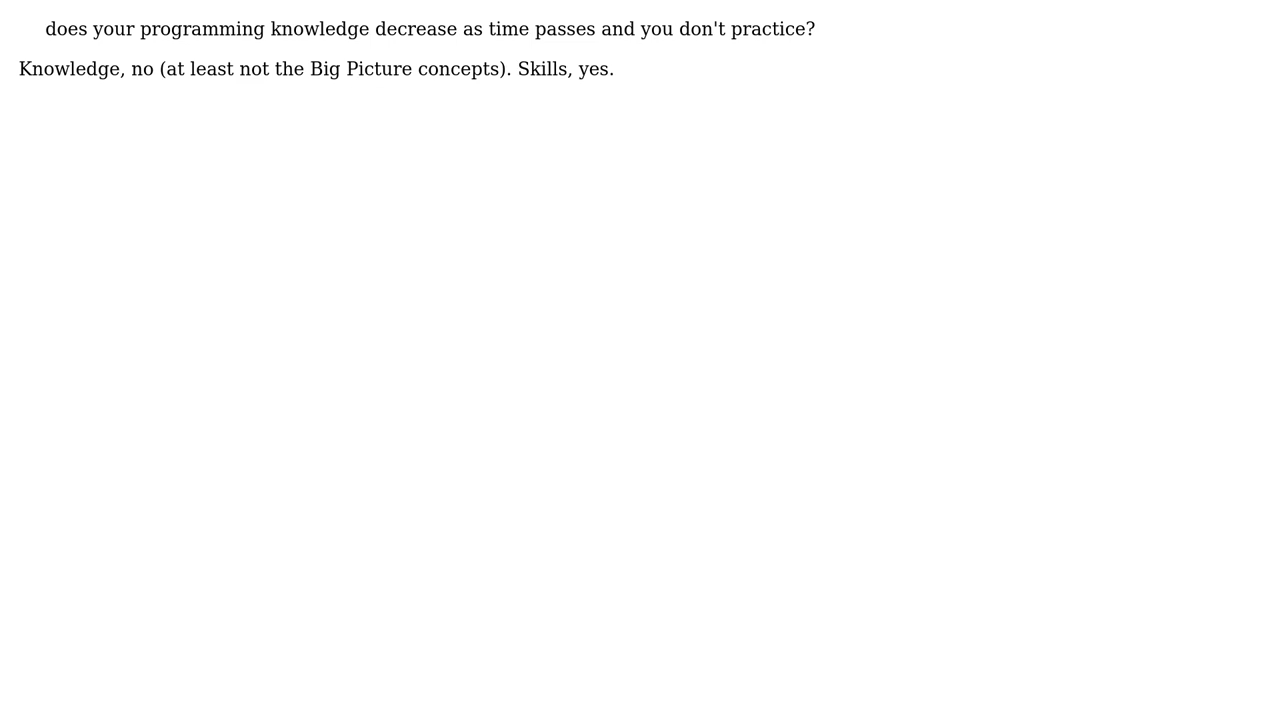 does your programming knowledge decrease as time passes and you don't practice?
Knowledge, no (at least not the Big Picture concepts). Skills, yes.